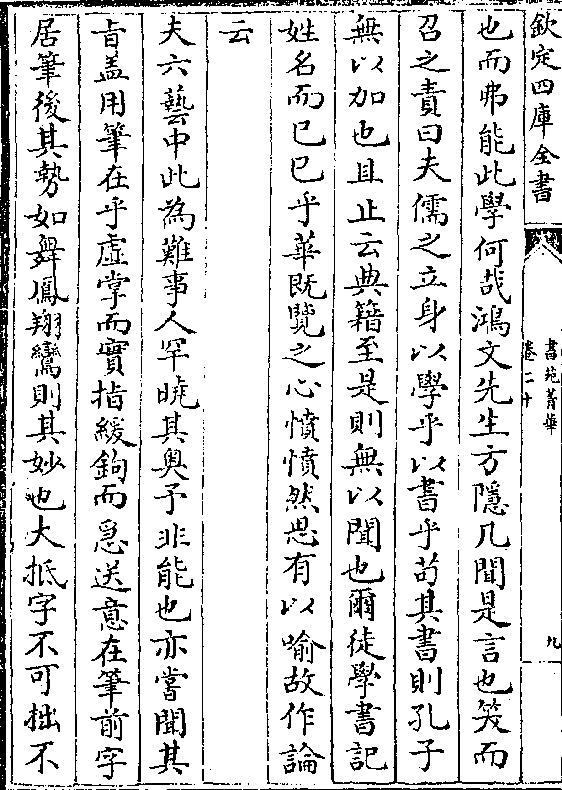 欽定四庫全書
書苑菁華
卷二十
九
也而弗能此學何哉鴻文先生方隱几聞是言也笑而
召之責曰夫儒之立身以學乎以書乎苟其書則孔子
無以加也且止云典籍至是則無以聞也爾徒學書記
姓名而已巳乎華既覽之心憤憤然思有以喻故作論
云
夫六藝中此為難事人罕曉其奥予非能也亦嘗聞其
旨盖用筆在乎虚掌而實指緩鉤而急送意在筆前字
居筆後其勢如舞鳳翔鸞則其妙也大抵字不可拙不